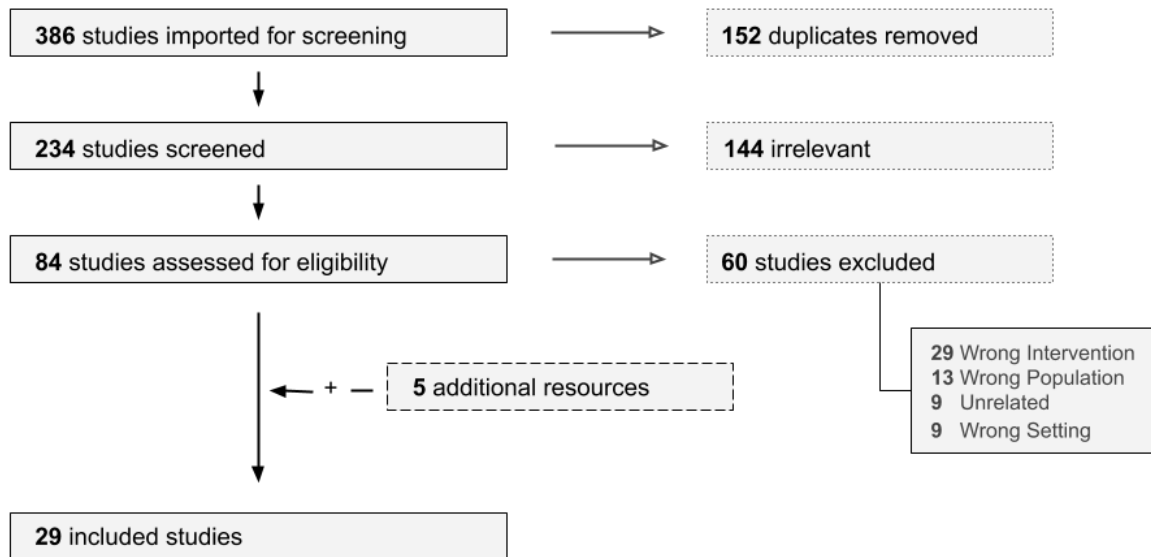 386 studies imported for screening
152 duplicates removed
234 studies screened
144 irrelevant
84 studies assessed for eligibility
60 studies excluded
29 Wrong Intervention
13 Wrong Population
9 Unrelated
9 Wrong Setting
+
5 additional resources
29 included studies